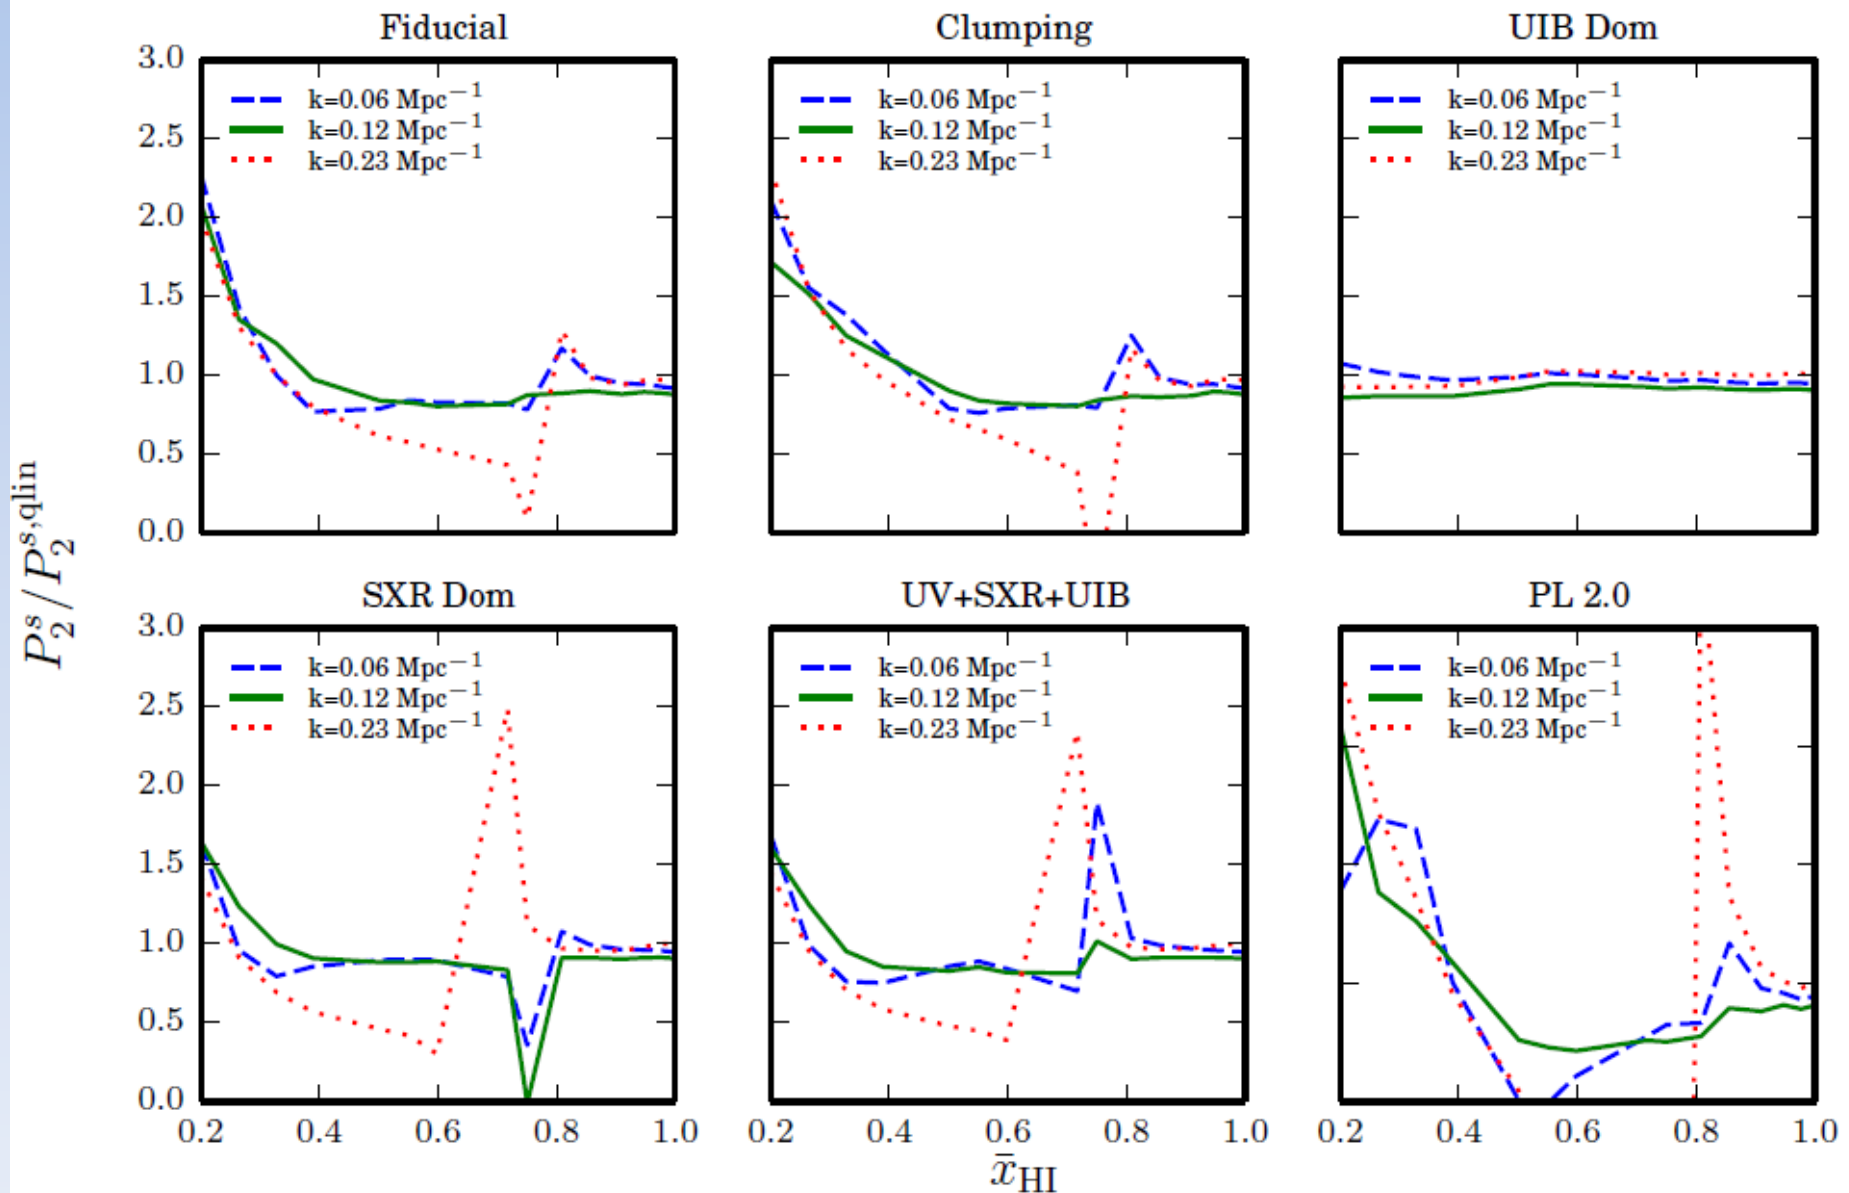 Fiducial Clumping UIB Dom
3.0
k=0.06 Mpc⁻¹ k=0.06 Mpc⁻¹ k=0.06 Mpc⁻¹
2.5 k=0.12 Mpc⁻¹ k=0.12 Mpc⁻¹ k=0.12 Mpc⁻¹
k=0.23 Mpc⁻¹ k=0.23 Mpc⁻¹ k=0.23 Mpc⁻¹
2.0
1.5
1.0
0.5
0.0
P₂ˢ / P₂ˢ,qlin
SXR Dom UV+SXR+UIB PL 2.0
3.0
k=0.06 Mpc⁻¹ k=0.06 Mpc⁻¹ k=0.06 Mpc⁻¹
2.5 k=0.12 Mpc⁻¹ k=0.12 Mpc⁻¹ k=0.12 Mpc⁻¹
k=0.23 Mpc⁻¹ k=0.23 Mpc⁻¹ k=0.23 Mpc⁻¹
2.0
1.5
1.0
0.5
0.0
0.2 0.4 0.6 0.8 1.0 0.2 0.4 0.6 0.8 1.0 0.2 0.4 0.6 0.8 1.0
x̄HI